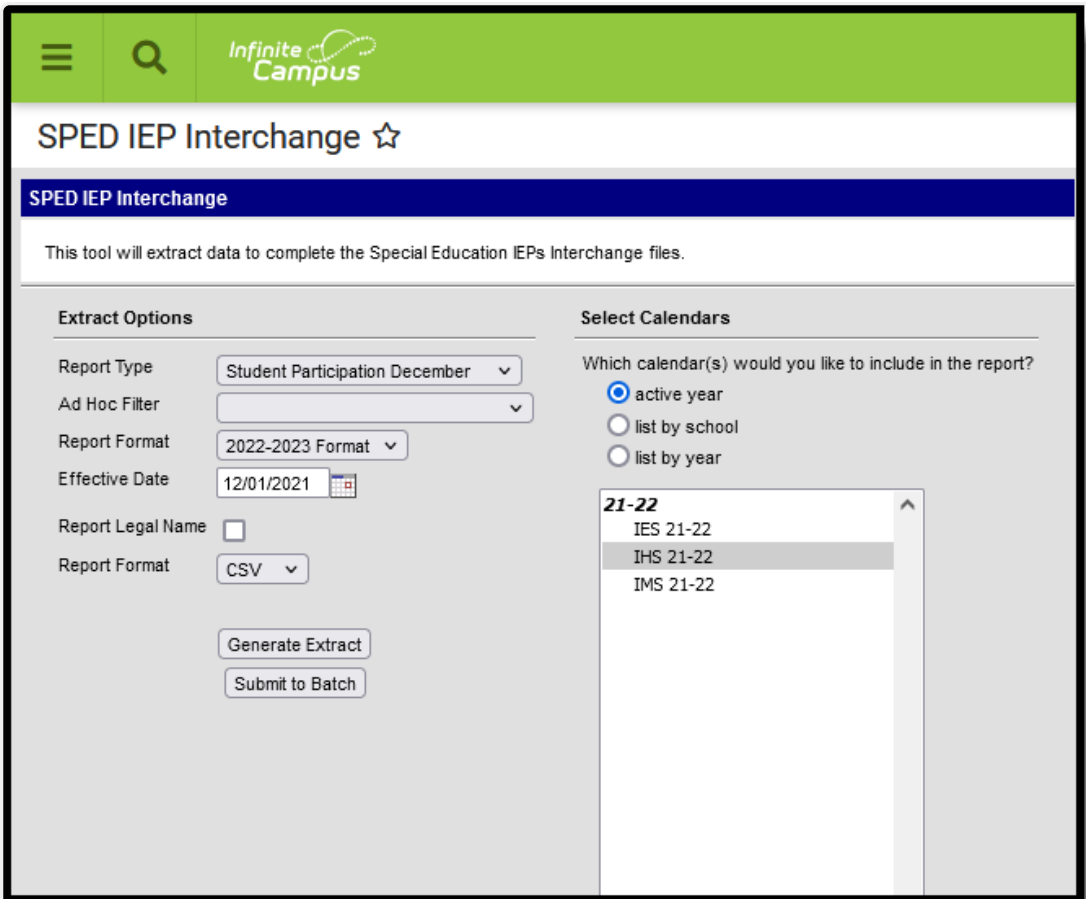 Infinite
Campus
SPED IEP Interchange
SPED IEP Interchange
This tool will extract data to complete the Special Education IEPs Interchange files.
Extract Options
Report Type
Student Participation December
Ad Hoc Filter
Report Format
2022-2023 Format
Effective Date
12/01/2021
Report Legal Name
Report Format
CSV
Generate Extract
Submit to Batch
Select Calendars
Which calendar(s) would you like to include in the report?
active year
list by school
list by year
21-22
IES 21-22
IHS 21-22
IMS 21-22